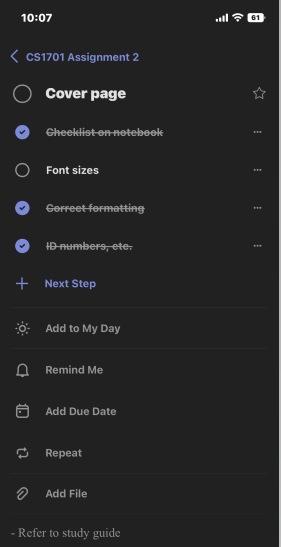 10:07
61
CS1701 Assignment 2
Cover page
Checklist on notebook
Font sizes
Correct formatting
ID numbers, etc.
Next Step
Add to My Day
Remind Me
Add Due Date
Repeat
Add File
- Refer to study guide